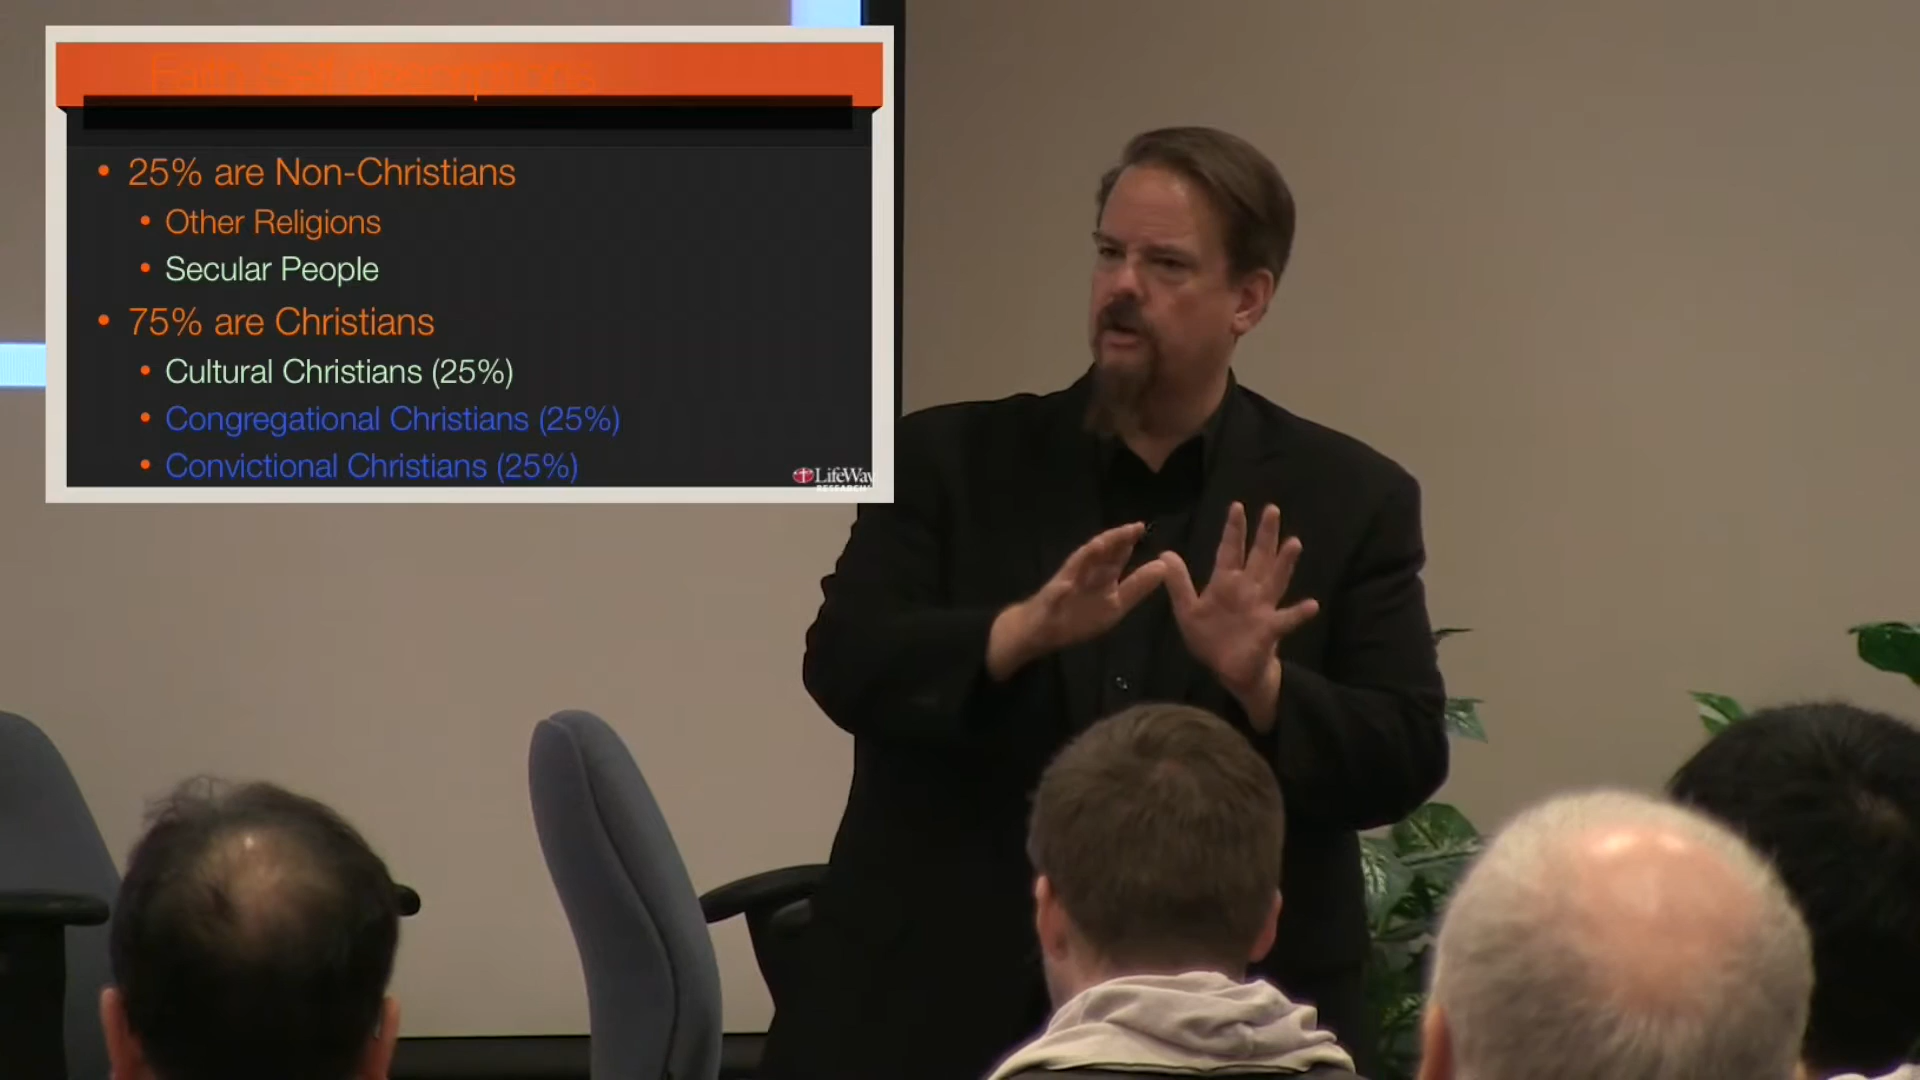 • 25% are Non-Christians
• Other Religions
• Secular People
• 75% are Christians
• Cultural Christians (25%)
• Congregational Christians (25%)
• Convictional Christians (25%)
LifeWay
RESEARCH